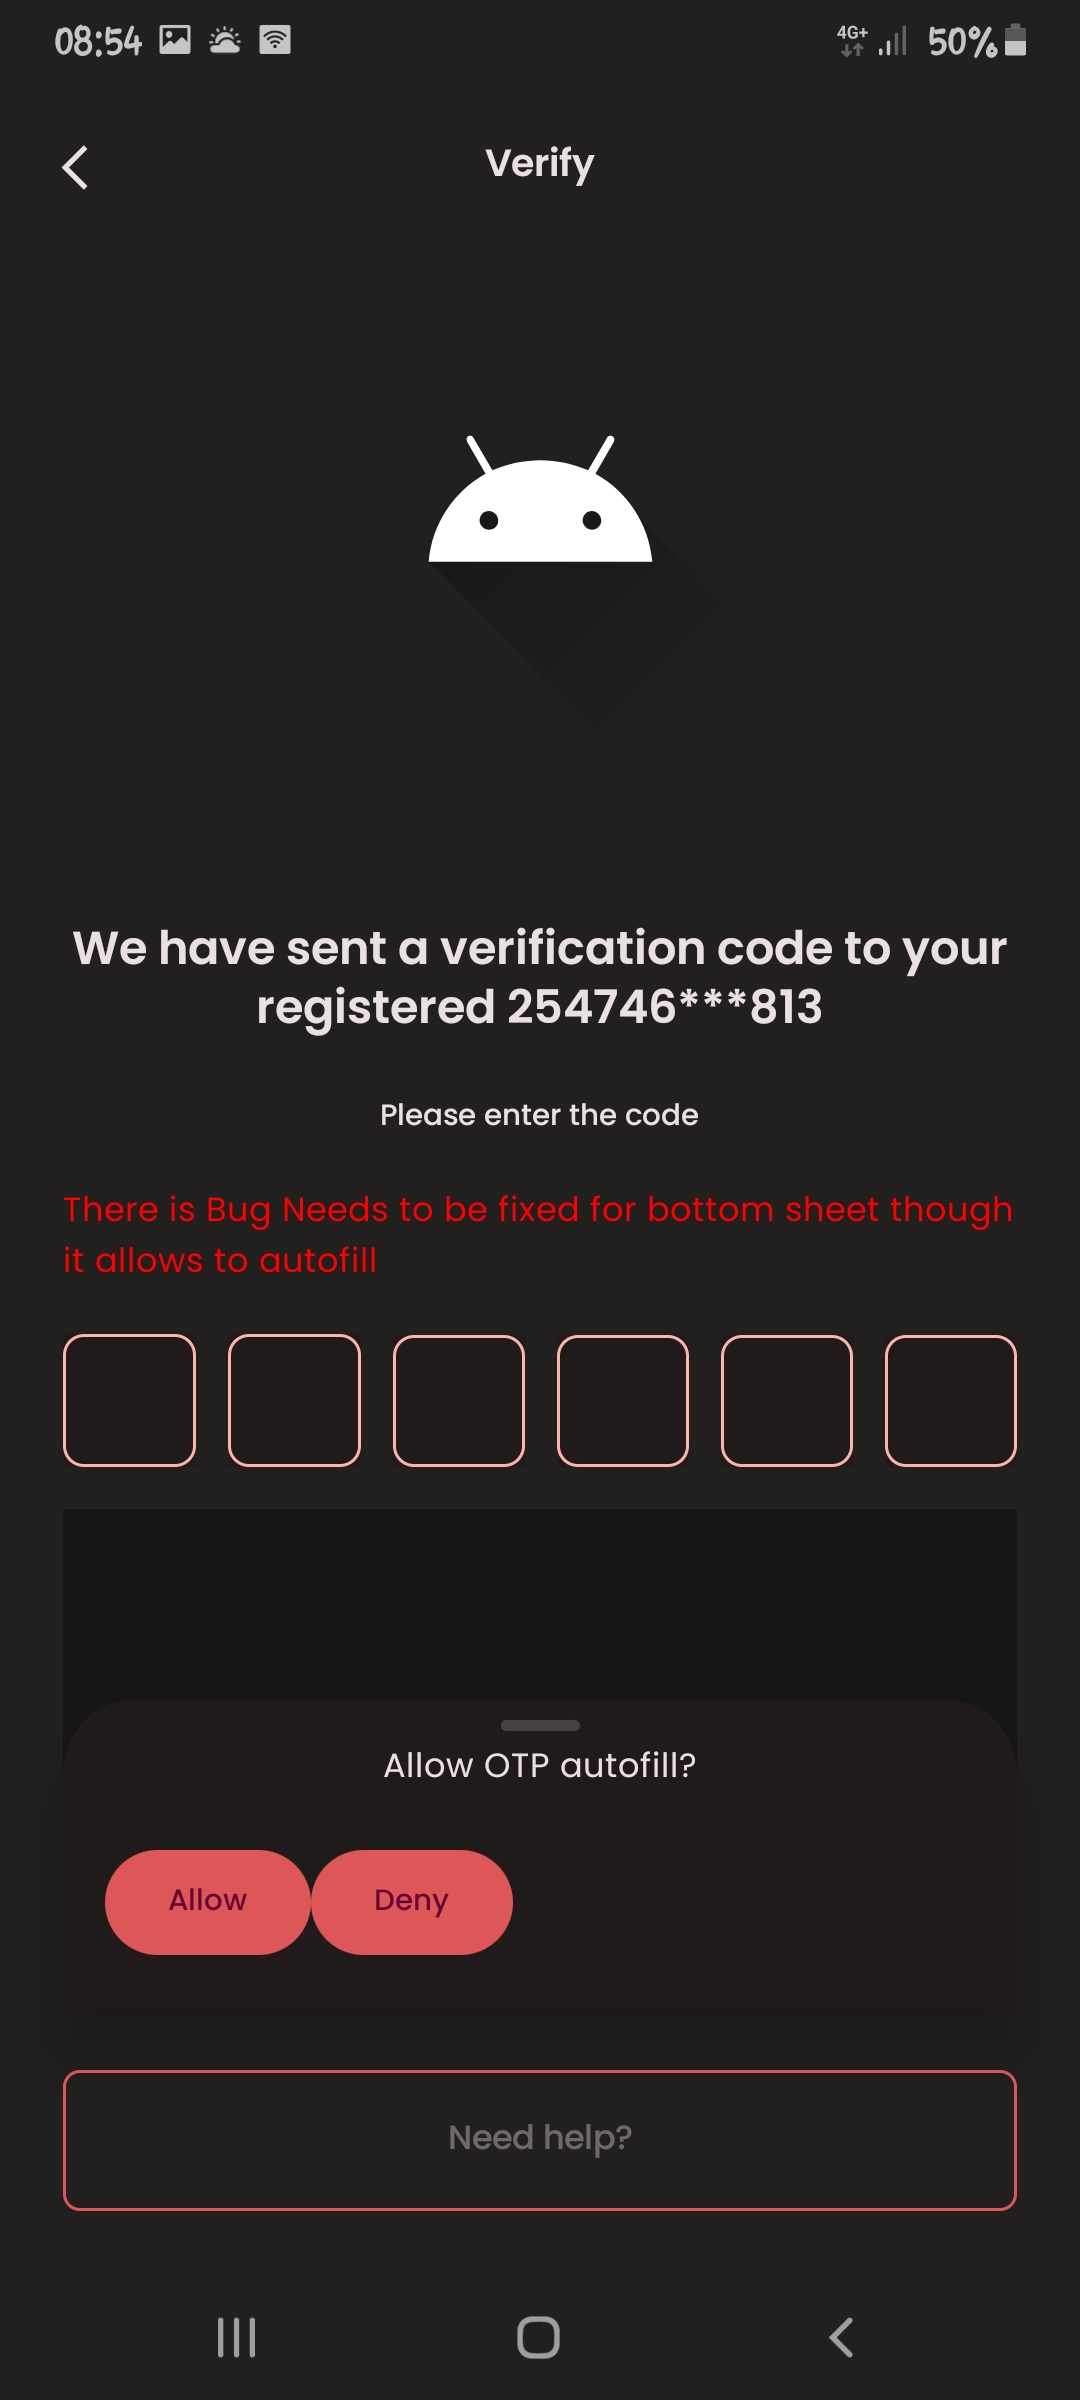 08:54
4G+
50%
Verify
We have sent a verification code to your
registered 254746***813
Please enter the code
There is Bug Needs to be fixed for bottom sheet though
it allows to autofill
Allow OTP autofill?
Allow
Deny
Need help?